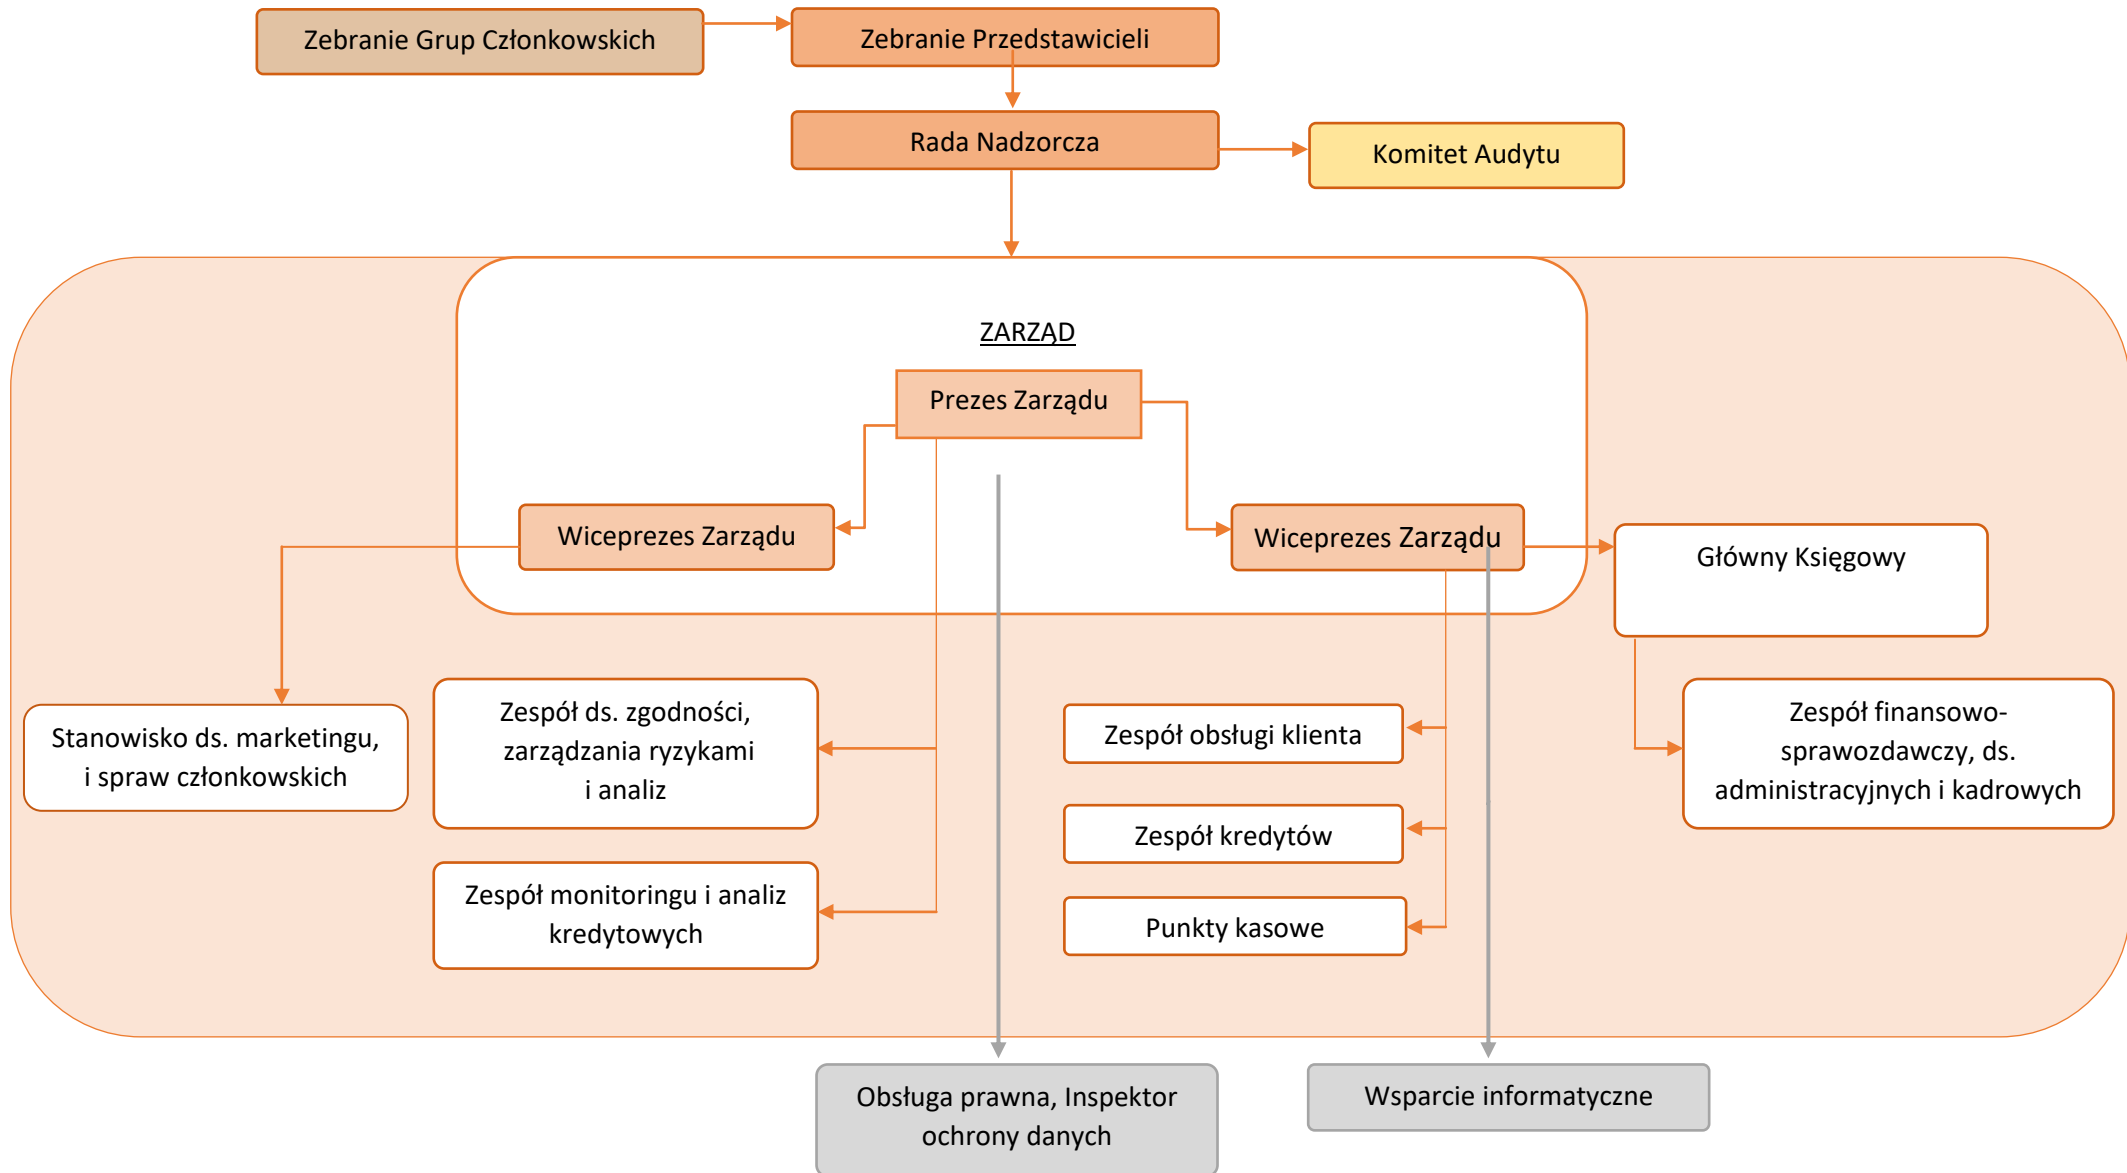 Zebranie Grup Członkowskich
Zebranie Przedstawicieli
Rada Nadzorcza
Komitet Audytu
ZARZĄD
Prezes Zarządu
Wiceprezes Zarządu
Wiceprezes Zarządu
Główny Księgowy
Stanowisko ds. marketingu,
i spraw członkowskich
Zespół ds. zgodności,
zarządzania ryzykami
i analiz
Zespół monitoringu i analiz
kredytowych
Zespół obsługi klienta
Zespół kredytów
Punkty kasowe
Zespół finansowo-
sprawozdawczy, ds.
administracyjnych i kadrowych
Obsługa prawna, Inspektor
ochrony danych
Wsparcie informatyczne